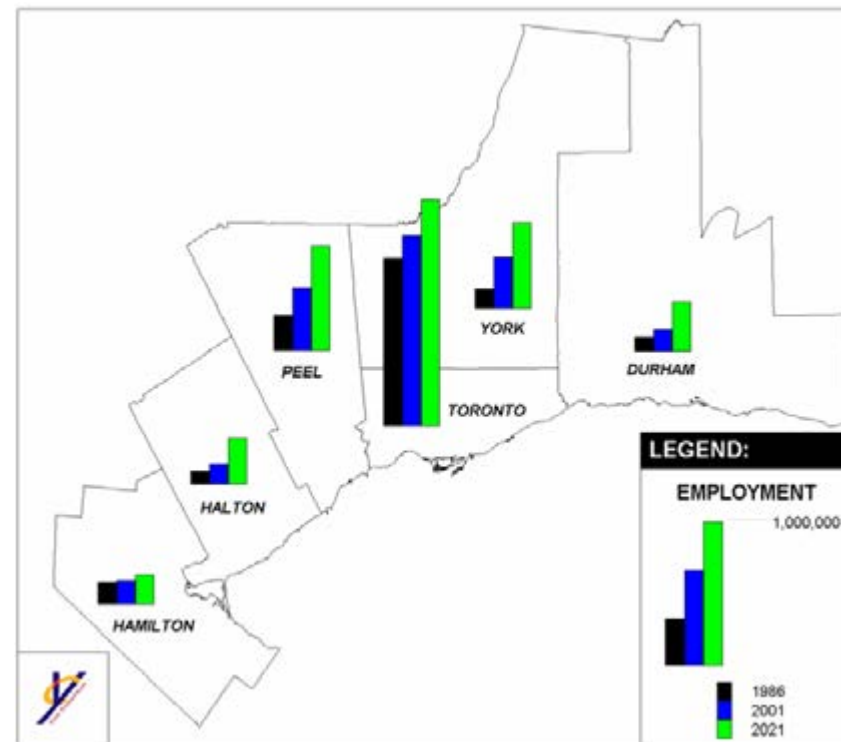 YORK
PEEL
DURHAM
TORONTO
HALTON
HAMILTON
LEGEND:
EMPLOYMENT
1,000,000
1986
2001
2021